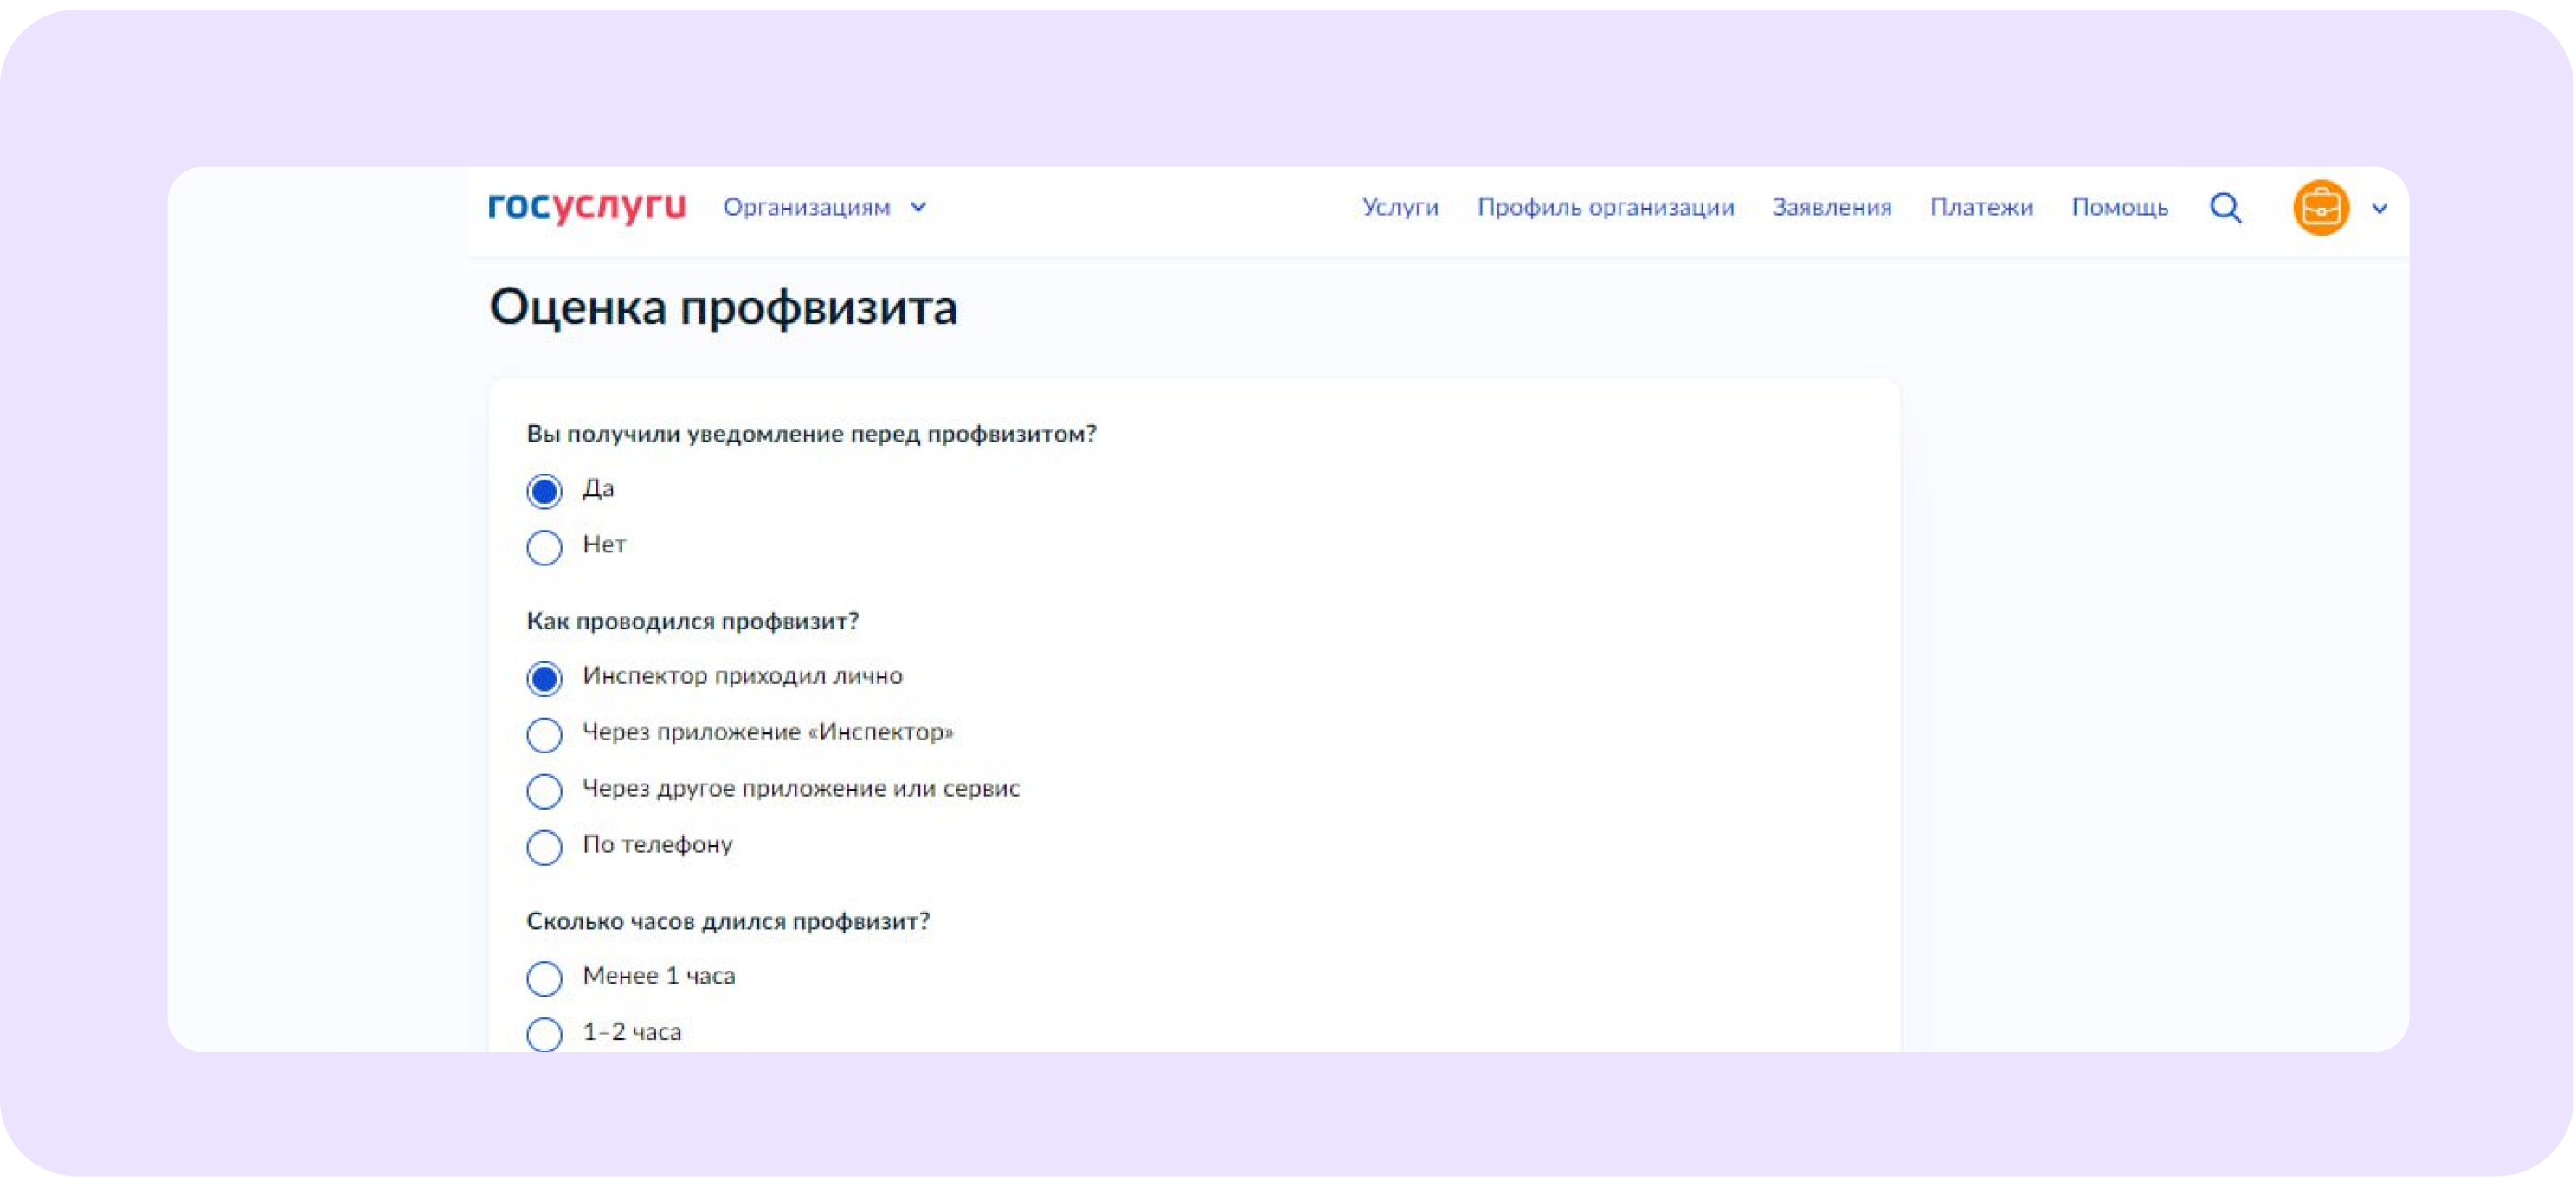 госуслуги Организациям Услуги Профиль организации Заявления Платежи Помощь
Оценка профвизита
Вы получили уведомление перед профвизитом?
Да
Нет
Как проводился профвизит?
Инспектор приходил лично
Через приложение «Инспектор»
Через другое приложение или сервис
По телефону
Сколько часов длился профвизит?
Менее 1 часа
1–2 часа